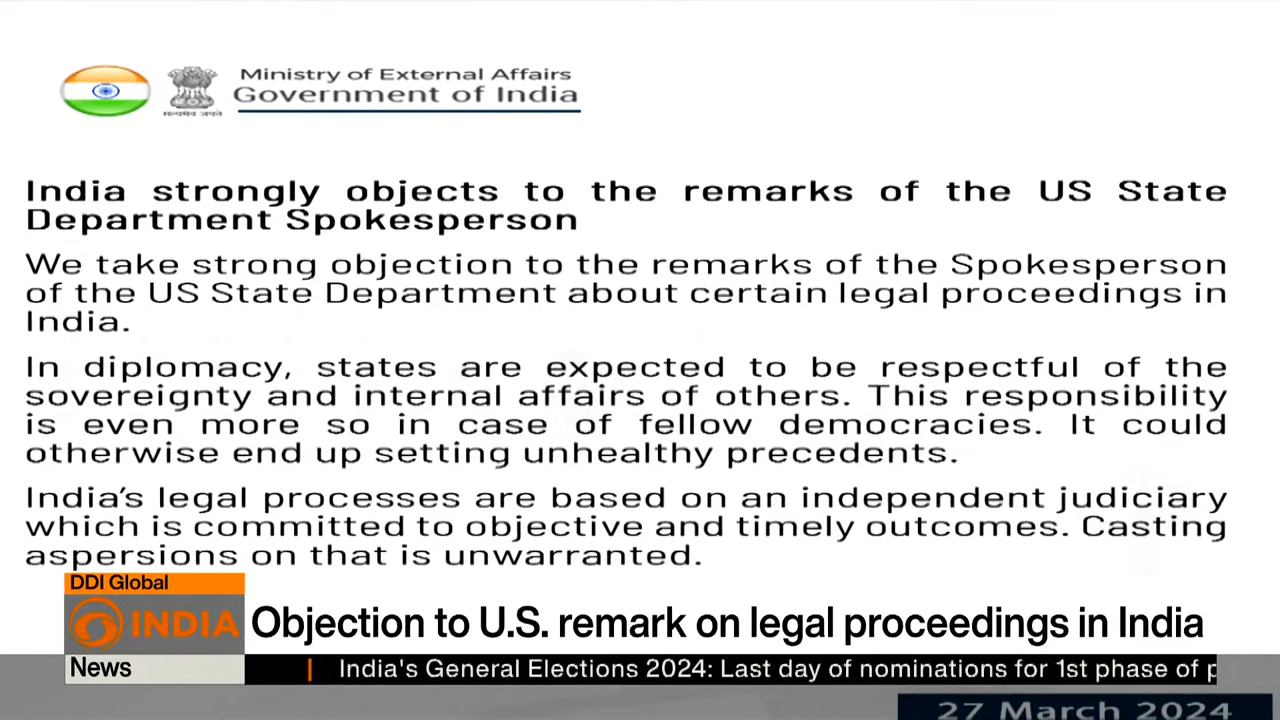 Ministry of External Affairs
Government of India
सत्यमेव जयते
India strongly objects to the remarks of the US State
Department Spokesperson
We take strong objection to the remarks of the Spokesperson
of the US State Department about certain legal proceedings in
India.
In diplomacy, states are expected to be respectful of the
sovereignty and internal affairs of others. This responsibility
is even more so in case of fellow democracies. It could
otherwise end up setting unhealthy precedents.
India's legal processes are based on an independent judiciary
which is committed to objective and timely outcomes. Casting
aspersions on that is unwarranted.
DDI Global
INDIA
Objection to U.S. remark on legal proceedings in India
News
India's General Elections 2024: Last day of nominations for 1st phase of
27 March 2024